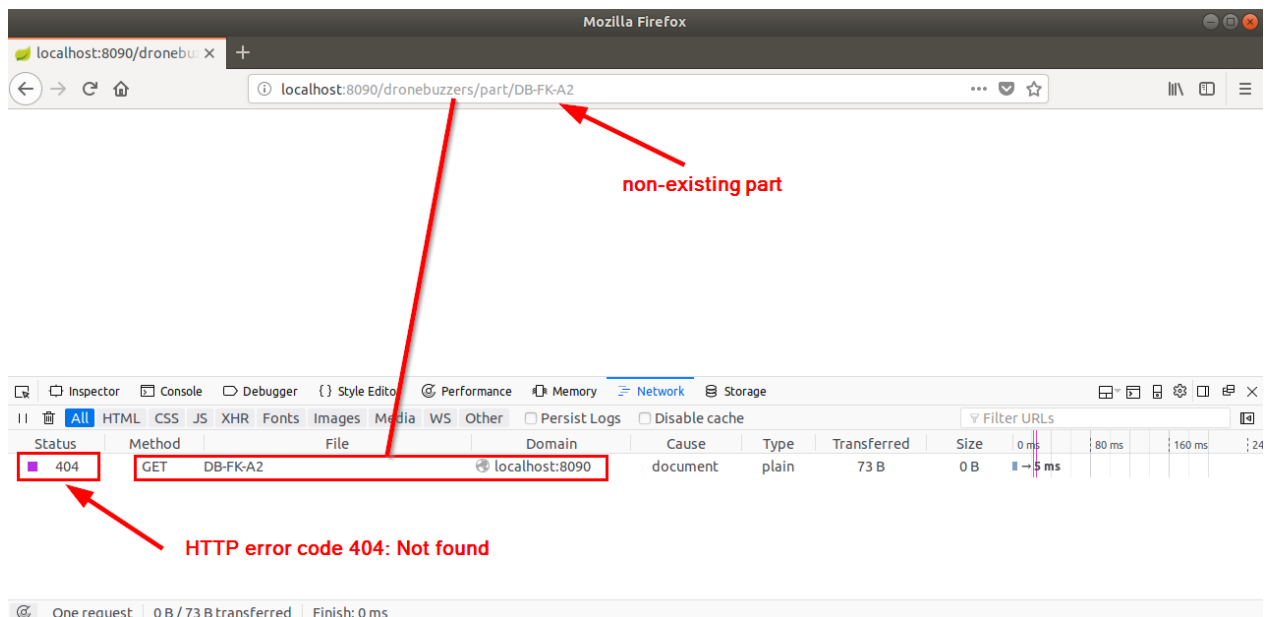 Mozilla Firefox
localhost:8090/dronebu
localhost:8090/dronebuzzers/part/DB-FK-A2
non-existing part
Inspector Console Debugger {} Style Editor Performance Memory Network Storage
All HTML CSS JS XHR Fonts Images Media WS Other Persist Logs Disable cache Filter URLs
Status Method File Domain Cause Type Transferred Size 0 ms 80 ms 160 ms 24
404 GET DB-FK-A2 localhost:8090 document plain 73 B 0 B → 5 ms
HTTP error code 404: Not found
One request 0 B / 73 B transferred Finish: 0 ms